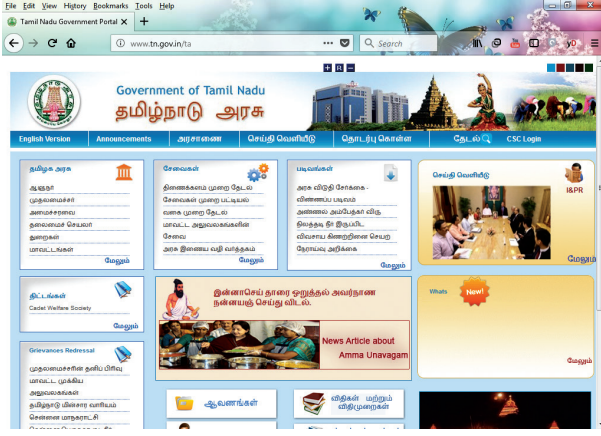 File Edit View History Bookmarks Tools Help
Tamil Nadu Government Portal
www.tn.gov.in/ta
Search
R
Government of Tamil Nadu
தமிழ்நாடு அரசு
English Version Announcements அரசாணை செய்தி வெளியீடு தொடர்பு கொள்ள தேடல் CSC Login
தமிழக அரசு
ஆளுநர்
முதலமைச்சர்
அமைச்சரவை
தலைமைச் செயலர்
துறைகள்
மாவட்டங்கள்
மேலும்
சேவைகள்
திணைக்களம் முறை தேடல்
சேவைகள் முறை பட்டியல்
வகை முறை தேடல்
மாவட்ட அலுவலகங்களின்
சேவை
அரசு இணைய வழி வர்த்தகம்
மேலும்
படிவங்கள்
அரசு விடுதி சேர்க்கை -
விண்ணப்ப படிவம்
அண்ணல் அம்பேத்கர் விரு
நிலத்தடி நீர் இருப்பிட
விவசாய கிணற்றினை செயற
நேராய்வு அறிக்கை
மேலும்
செய்தி வெளியீடு
I&PR
மேலும்
திட்டங்கள்
Cadet Welfare Society
மேலும்
இன்னாசெய் தாரை ஒறுத்தல் அவர்நாண
நன்னயஞ் செய்து விடல்.
News Article about
Amma Unavagam
Whats New!
மேலும்
Grievances Redressal
முதலமைச்சரின் தனிப் பிரிவு
மாவட்ட முக்கிய
அலுவலகங்கள்
தமிழ்நாடு மின்சார வாரியம்
சென்னை மாநகராட்சி
ஆவணங்கள்
விதிகள் மற்றும்
விதிமுறைகள்